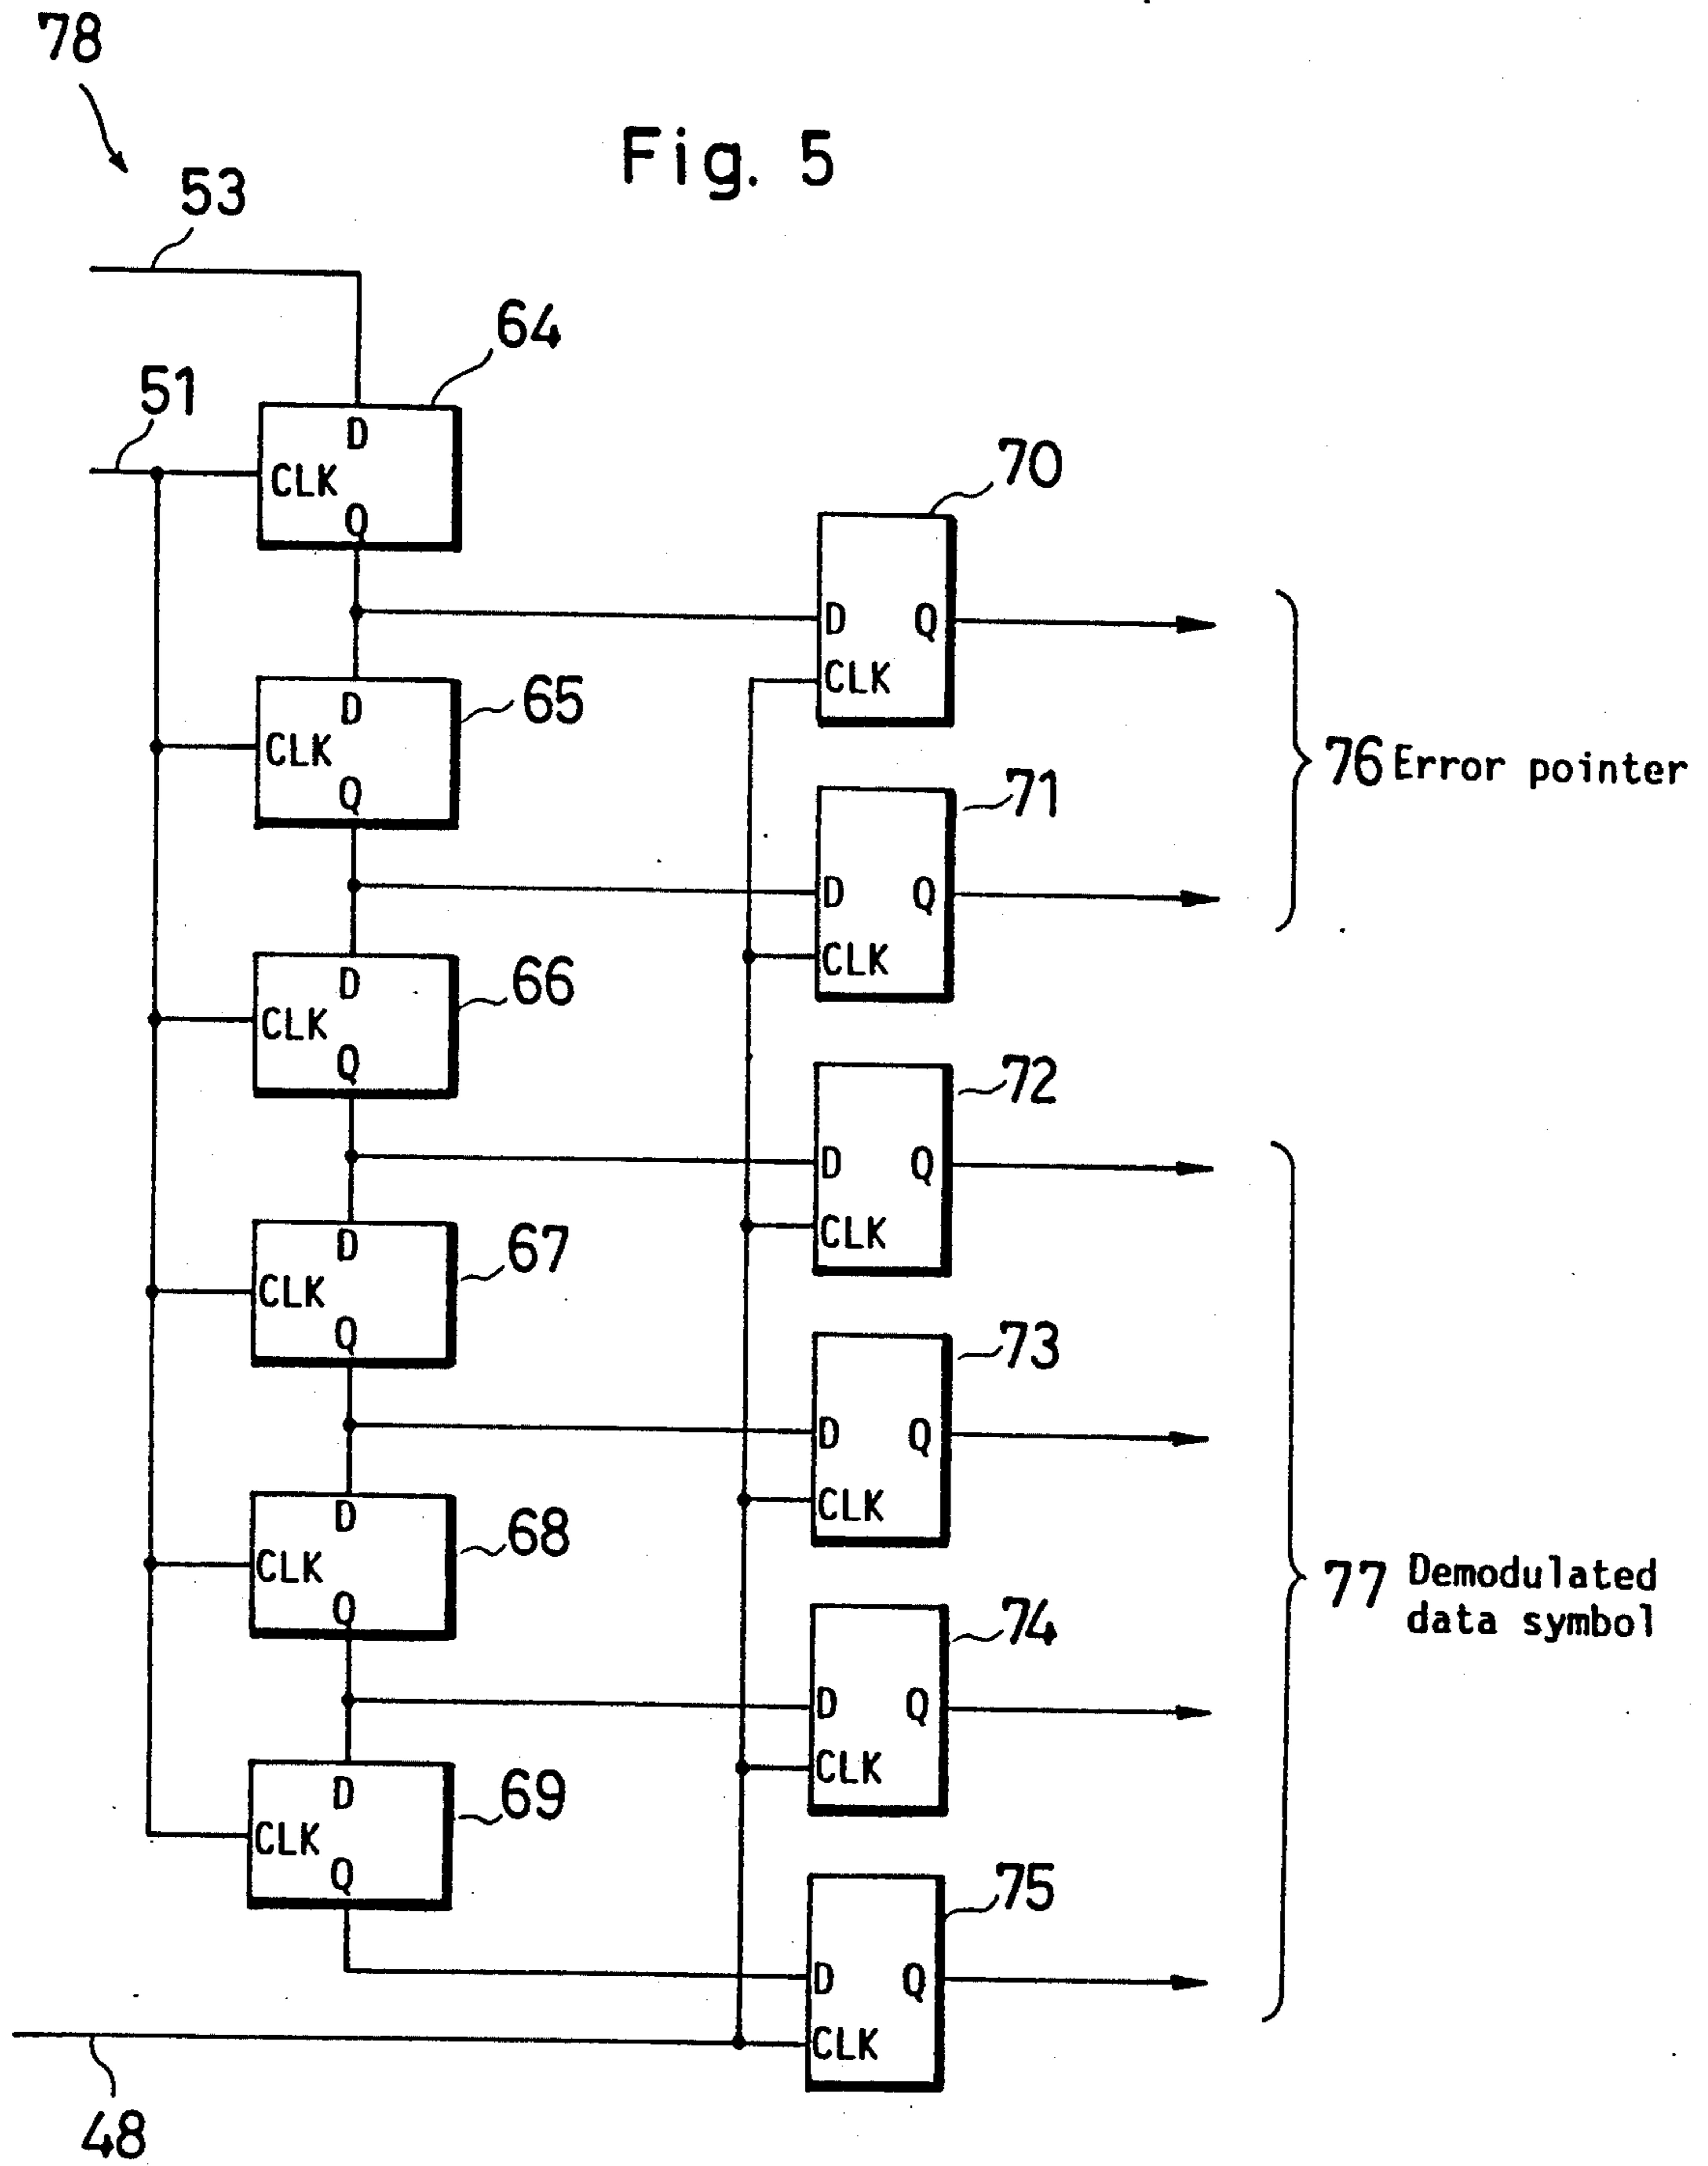 78
Fig. 5
53
64
51
D
CLK
Q
70
D Q
CLK
65
D
CLK
Q
76 Error pointer
71
D Q
CLK
66
D
CLK
Q
72
D Q
CLK
67
D
CLK
Q
73
D Q
CLK
68
D
CLK
Q
77 Demodulated
data symbol
74
D Q
CLK
69
D
CLK
Q
75
D Q
CLK
48